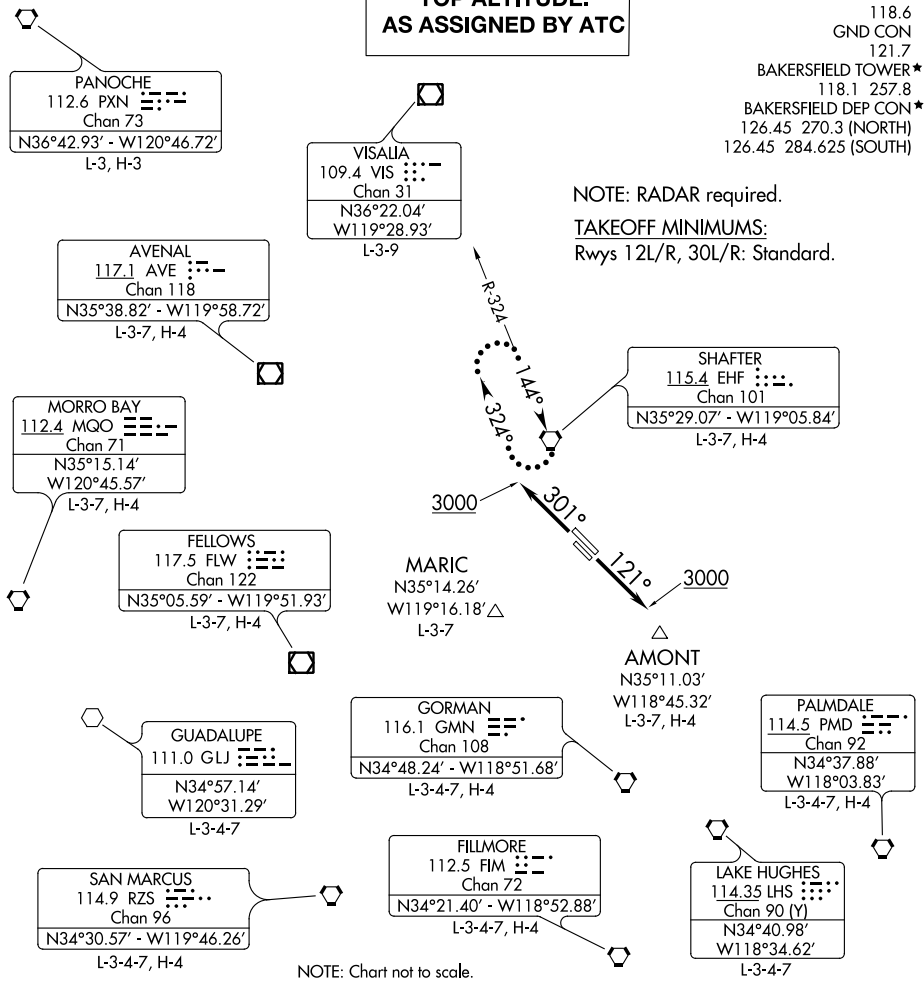 TOP ALTITUDE:
AS ASSIGNED BY ATC
118.6
GND CON
121.7
BAKERSFIELD TOWER★
118.1 257.8
BAKERSFIELD DEP CON★
126.45 270.3 (NORTH)
126.45 284.625 (SOUTH)
PANOCHE
112.6 PXN
Chan 73
N36°42.93′ - W120°46.72′
L-3, H-3
VISALIA
109.4 VIS
Chan 31
N36°22.04′
W119°28.93′
L-3-9
NOTE: RADAR required.
TAKEOFF MINIMUMS:
Rwys 12L/R, 30L/R: Standard.
AVENAL
117.1 AVE
Chan 118
N35°38.82′ - W119°58.72′
L-3-7, H-4
R-324
144°
324°
SHAFTER
115.4 EHF
Chan 101
N35°29.07′ - W119°05.84′
L-3-7, H-4
MORRO BAY
112.4 MQO
Chan 71
N35°15.14′
W120°45.57′
L-3-7, H-4
3000
301°
121°
3000
FELLOWS
117.5 FLW
Chan 122
N35°05.59′ - W119°51.93′
L-3-7, H-4
MARIC
N35°14.26′
W119°16.18′
L-3-7
AMONT
N35°11.03′
W118°45.32′
L-3-7, H-4
GUADALUPE
111.0 GLJ
N34°57.14′
W120°31.29′
L-3-4-7
GORMAN
116.1 GMN
Chan 108
N34°48.24′ - W118°51.68′
L-3-4-7, H-4
PALMDALE
114.5 PMD
Chan 92
N34°37.88′
W118°03.83′
L-3-4-7, H-4
SAN MARCUS
114.9 RZS
Chan 96
N34°30.57′ - W119°46.26′
L-3-4-7, H-4
FILLMORE
112.5 FIM
Chan 72
N34°21.40′ - W118°52.88′
L-3-4-7, H-4
LAKE HUGHES
114.35 LHS
Chan 90 (Y)
N34°40.98′
W118°34.62′
L-3-4-7
NOTE: Chart not to scale.